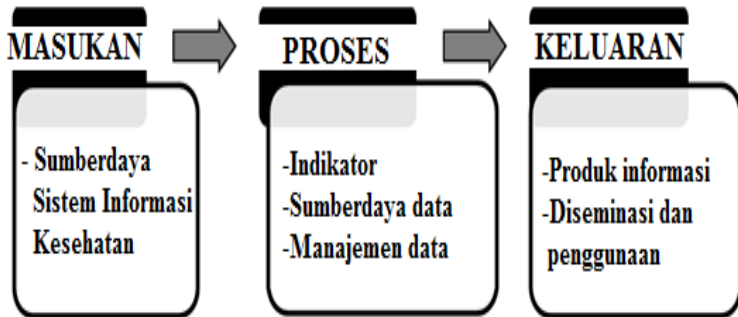 MASUKAN
- Sumberdaya
Sistem Informasi
Kesehatan
PROSES
-Indikator
-Sumberdaya data
-Manajemen data
KELUARAN
-Produk informasi
-Diseminasi dan
penggunaan